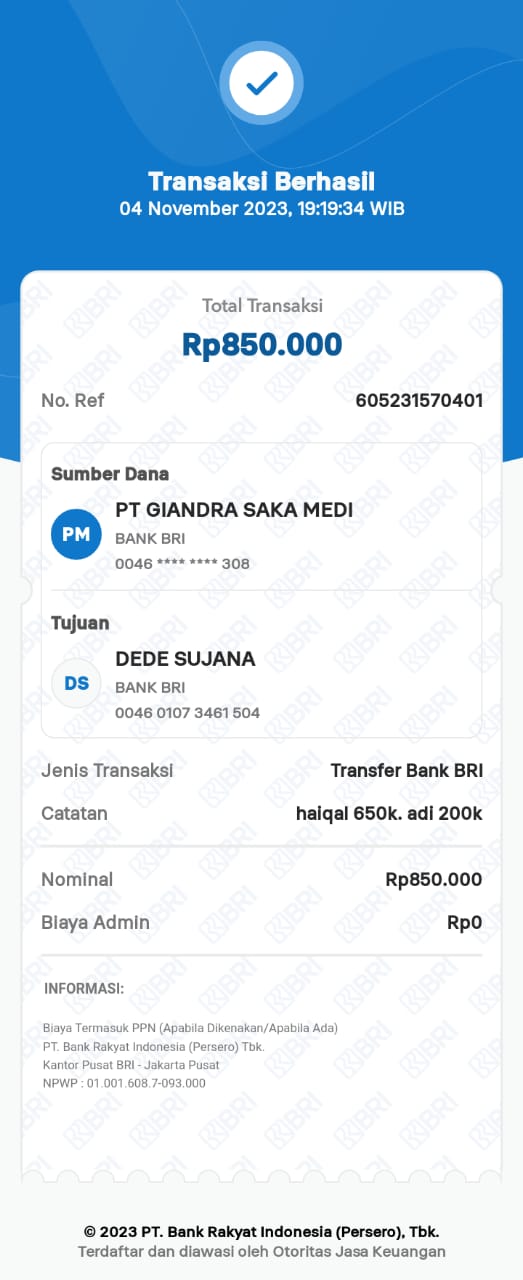 Transaksi Berhasil
04 November 2023, 19:19:34 WIB
Total Transaksi
Rp850.000
No. Ref 605231570401
Sumber Dana
PM PT GIANDRA SAKA MEDI
BANK BRI
0046 **** **** 308
Tujuan
DS DEDE SUJANA
BANK BRI
0046 0107 3461 504
Jenis Transaksi Transfer Bank BRI
Catatan haiqal 650k. adi 200k
Nominal Rp850.000
Biaya Admin Rp0
INFORMASI:
Biaya Termasuk PPN (Apabila Dikenakan/Apabila Ada)
PT. Bank Rakyat Indonesia (Persero) Tbk.
Kantor Pusat BRI - Jakarta Pusat
NPWP : 01.001.608.7-093.000
© 2023 PT. Bank Rakyat Indonesia (Persero), Tbk.
Terdaftar dan diawasi oleh Otoritas Jasa Keuangan